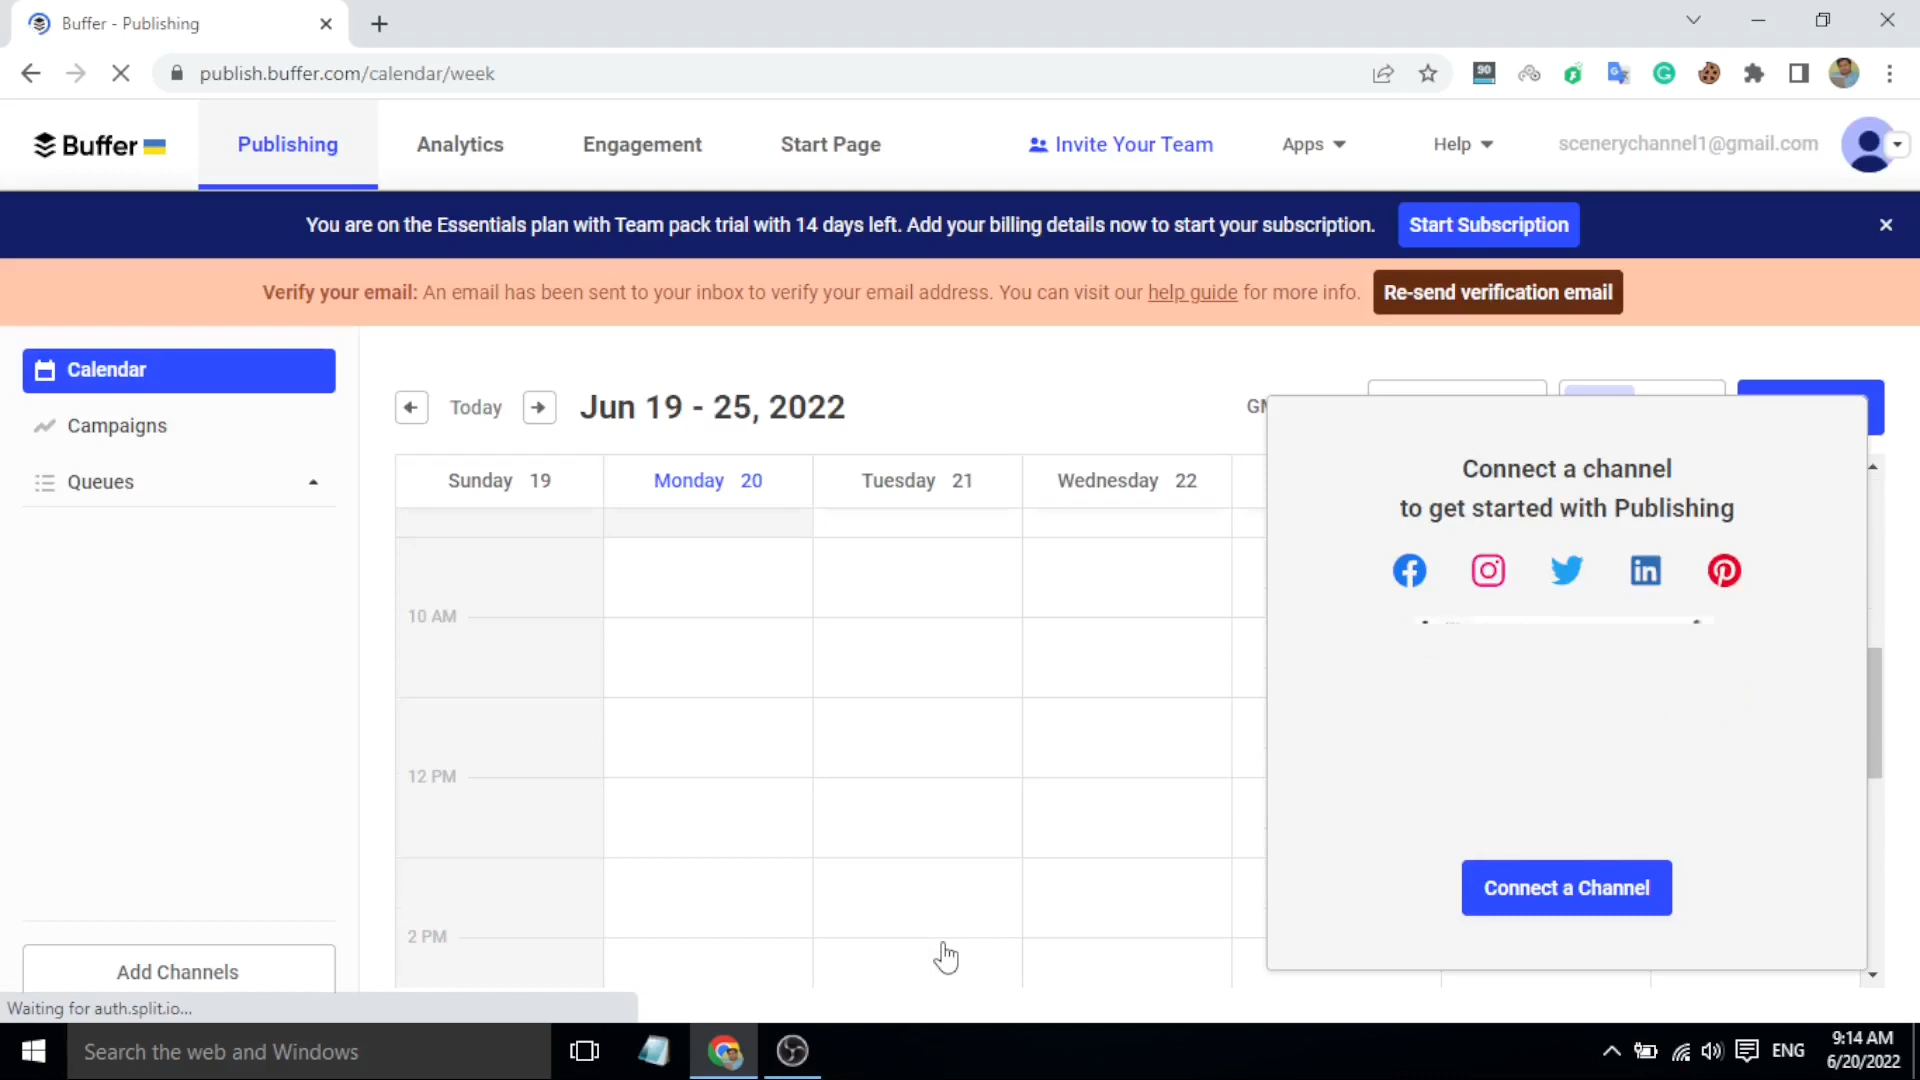 Buffer - Publishing
publish.buffer.com/calendar/week
90
Buffer
Publishing
Analytics
Engagement
Start Page
Invite Your Team
Apps
Help
scenerychannel1@gmail.com
You are on the Essentials plan with Team pack trial with 14 days left. Add your billing details now to start your subscription.
Start Subscription
Verify your email: An email has been sent to your inbox to verify your email address. You can visit our help guide for more info.
Re-send verification email
Calendar
Campaigns
Queues
Today
Jun 19 - 25, 2022
Sunday 19
Monday 20
Tuesday 21
Wednesday 22
10 AM
12 PM
2 PM
Connect a channel
to get started with Publishing
Connect a Channel
Add Channels
Waiting for auth.split.io...
Search the web and Windows
ENG
9:14 AM
6/20/2022